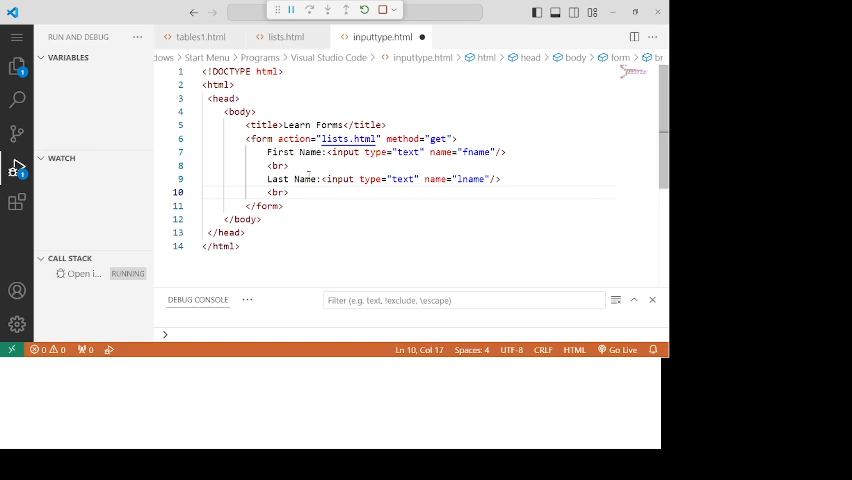 tables1.html
lists.html
inputtype.html
RUN AND DEBUG
dows > Start Menu > Programs > Visual Studio Code > inputtype.html > html > head > body > form > br
VARIABLES
1 <!DOCTYPE html>
2 <html>
3 <head>
4 <body>
5 <title>Learn Forms</title>
6 <form action="lists.html" method="get">
7 First Name:<input type="text" name="fname"/>
8 <br>
9 Last Name:<input type="text" name="lname"/>
10 <br>
11 </form>
12 </body>
13 </head>
14 </html>
WATCH
CALL STACK
Open i... RUNNING
DEBUG CONSOLE
Filter (e.g. text, !exclude, \escape)
1
1
0 0 0
Ln 10, Col 17 Spaces: 4 UTF-8 CRLF HTML Go Live